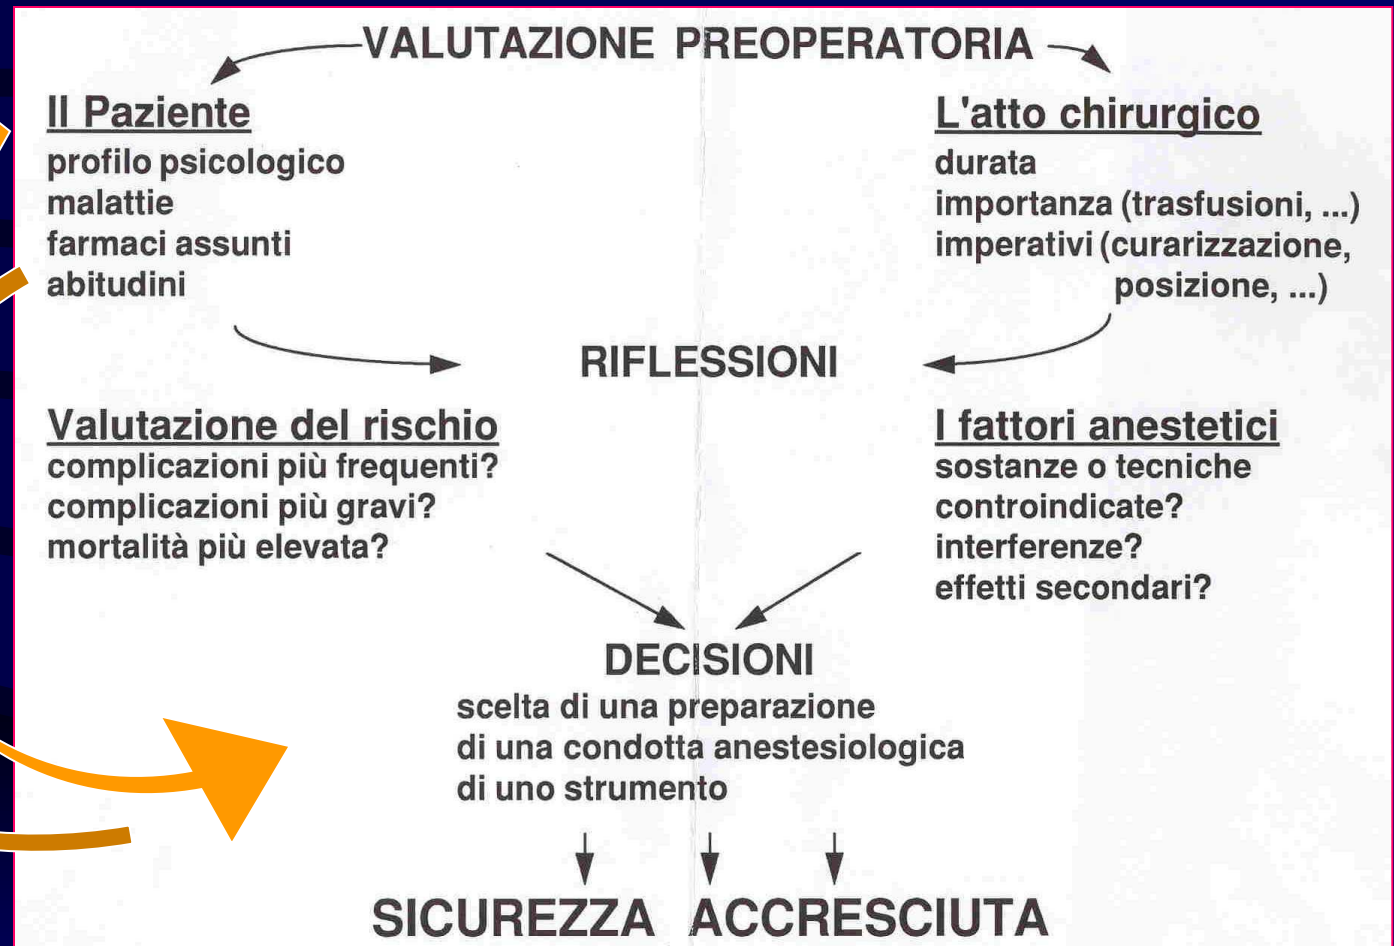 VALUTAZIONE PREOPERATORIA
Il Paziente
profilo psicologico
malattie
farmaci assunti
abitudini
L'atto chirurgico
durata
importanza (trasfusioni, ...)
imperativi (curarizzazione,
posizione, ...)
RIFLESSIONI
Valutazione del rischio
complicazioni più frequenti?
complicazioni più gravi?
mortalità più elevata?
I fattori anestetici
sostanze o tecniche
controindicate?
interferenze?
effetti secondari?
DECISIONI
scelta di una preparazione
di una condotta anestesiologica
di uno strumento
SICUREZZA ACCRESCIUTA